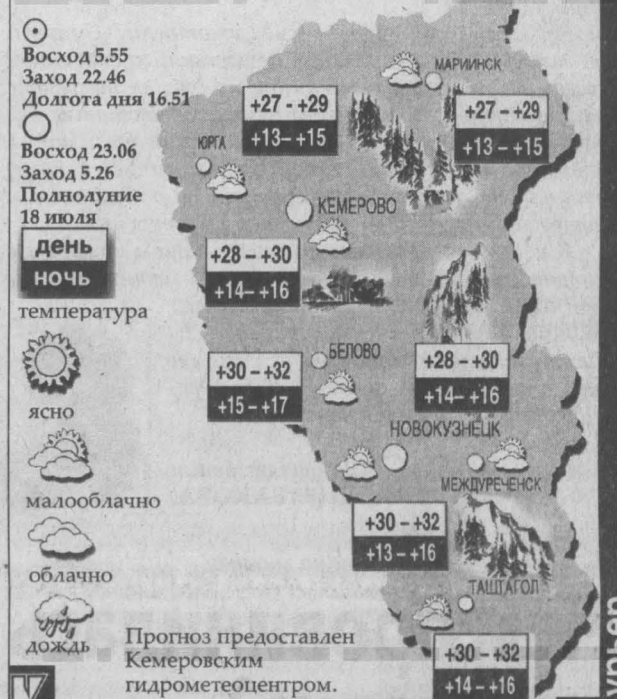 Восход 5.55
Заход 22.46
Долгота дня 16.51
Восход 23.06
Заход 5.26
Полнолуние
18 июля
день
ночь
температура
ясно
малооблачно
облачно
дождь
МАРИИНСК
+27 - +29
+13– +15
+27 – +29
+13– +15
ЮРГА
КЕМЕРОВО
+28 – +30
+14– +16
БЕЛОВО
+30 – +32
+15 – +17
+28 – +30
+14– +16
НОВОКУЗНЕЦК
МЕЖДУРЕЧЕНСК
+30 – +32
+13 – +16
ТАШТАГОЛ
+30 – +32
+14 – +16
Прогноз предоставлен
Кемеровским
гидрометеоцентром.